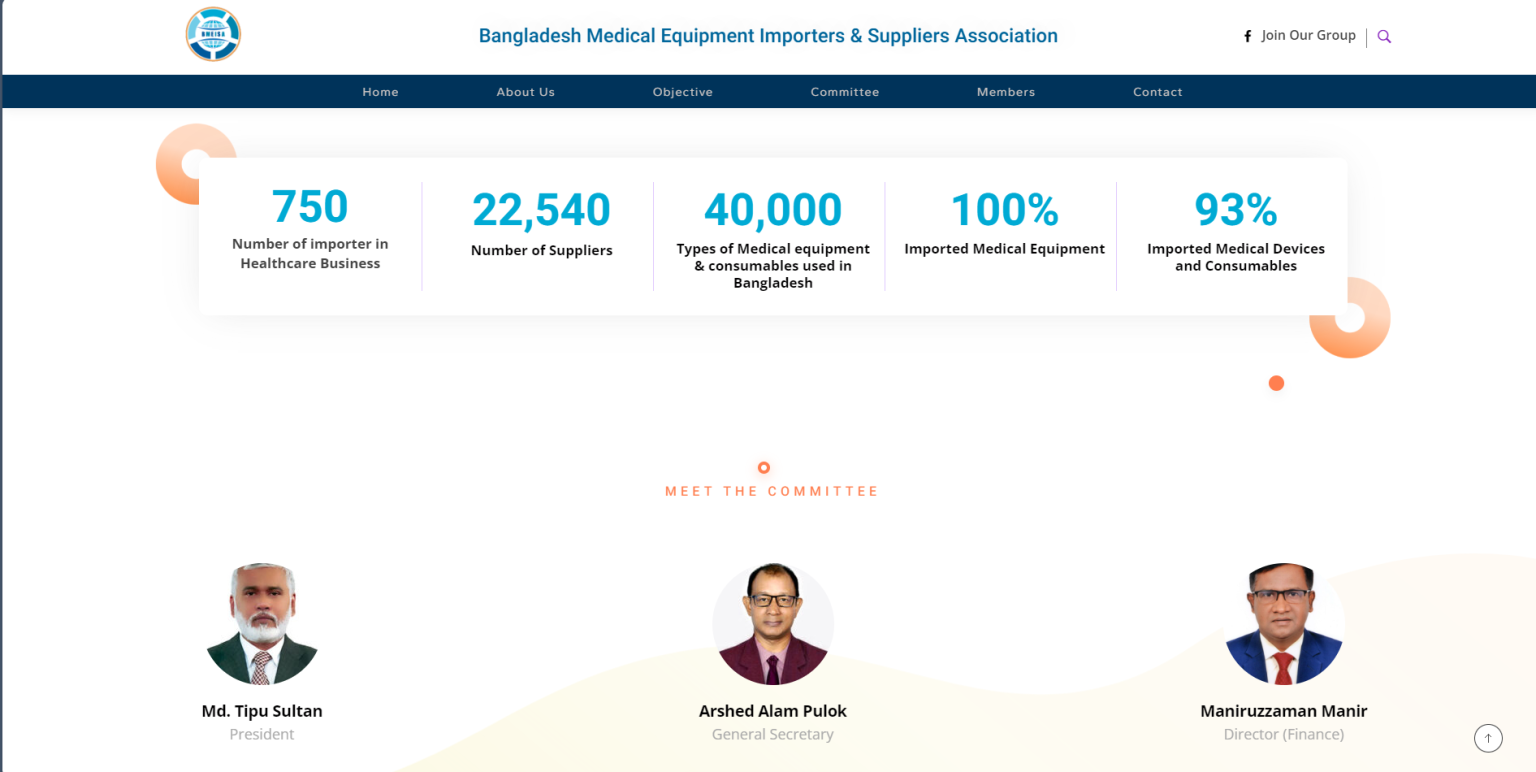 BMEISA
Bangladesh Medical Equipment Importers & Suppliers Association
Join Our Group
Home About Us Objective Committee Members Contact
750
Number of importer in
Healthcare Business
22,540
Number of Suppliers
40,000
Types of Medical equipment
& consumables used in
Bangladesh
100%
Imported Medical Equipment
93%
Imported Medical Devices
and Consumables
MEET THE COMMITTEE
Md. Tipu Sultan
President
Arshed Alam Pulok
General Secretary
Maniruzzaman Manir
Director (Finance)